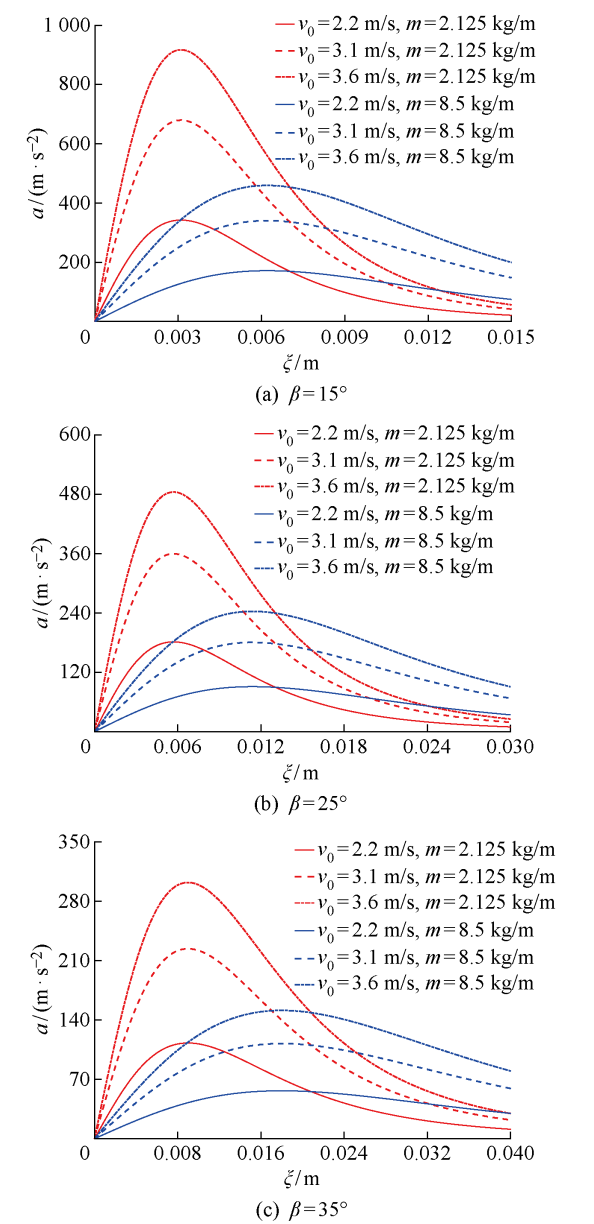 1 000
800
600
400
200
0
0.003
0.006
0.009
0.012
0.015
a/(m·s⁻²)
ξ/m
v₀=2.2 m/s, m=2.125 kg/m
v₀=3.1 m/s, m=2.125 kg/m
v₀=3.6 m/s, m=2.125 kg/m
v₀=2.2 m/s, m=8.5 kg/m
v₀=3.1 m/s, m=8.5 kg/m
v₀=3.6 m/s, m=8.5 kg/m
(a) β=15°
600
480
360
240
120
0
0.006
0.012
0.018
0.024
0.030
a/(m·s⁻²)
ξ/m
v₀=2.2 m/s, m=2.125 kg/m
v₀=3.1 m/s, m=2.125 kg/m
v₀=3.6 m/s, m=2.125 kg/m
v₀=2.2 m/s, m=8.5 kg/m
v₀=3.1 m/s, m=8.5 kg/m
v₀=3.6 m/s, m=8.5 kg/m
(b) β=25°
350
280
210
140
70
0
0.008
0.016
0.024
0.032
0.040
a/(m·s⁻²)
ξ/m
v₀=2.2 m/s, m=2.125 kg/m
v₀=3.1 m/s, m=2.125 kg/m
v₀=3.6 m/s, m=2.125 kg/m
v₀=2.2 m/s, m=8.5 kg/m
v₀=3.1 m/s, m=8.5 kg/m
v₀=3.6 m/s, m=8.5 kg/m
(c) β=35°